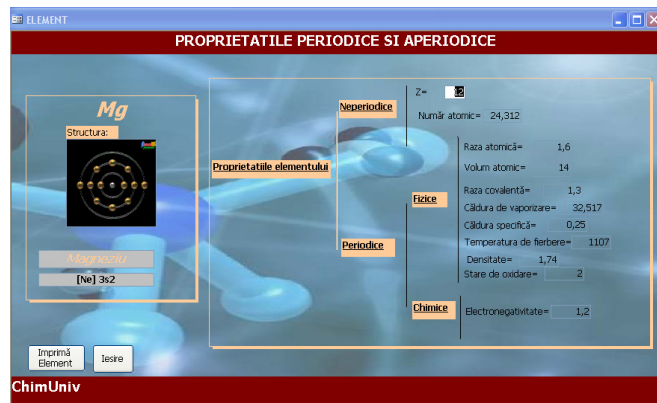 ELEMENT
PROPRIETATILE PERIODICE SI APERIODICE
Mg
Structura:
Magneziu
[Ne] 3s2
Proprietatiile elementului
Neperiodice
Z= 12
Număr atomic= 24,312
Periodice
Fizice
Raza atomică= 1,6
Volum atomic= 14
Raza covalentă= 1,3
Căldura de vaporizare= 32,517
Căldura specifică= 0,25
Temperatura de fierbere= 1107
Densitate= 1,74
Stare de oxidare= 2
Chimice
Electronegativitate= 1,2
Imprimă
Element
Iesire
ChimUniv